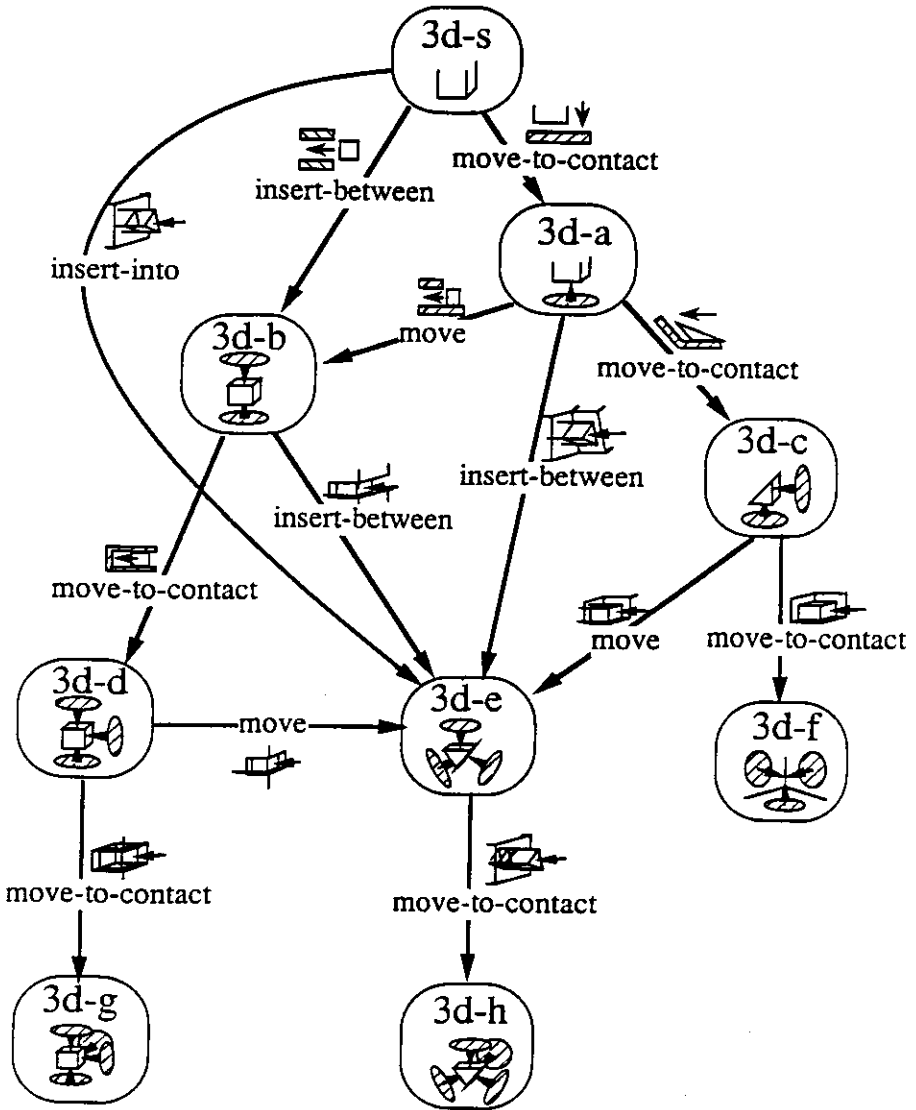 3d-s
move-to-contact
insert-between
3d-a
insert-into
move
3d-b
move-to-contact
3d-c
insert-between
insert-between
move-to-contact
move
move-to-contact
3d-d
3d-e
move
3d-f
move-to-contact
move-to-contact
3d-g
3d-h